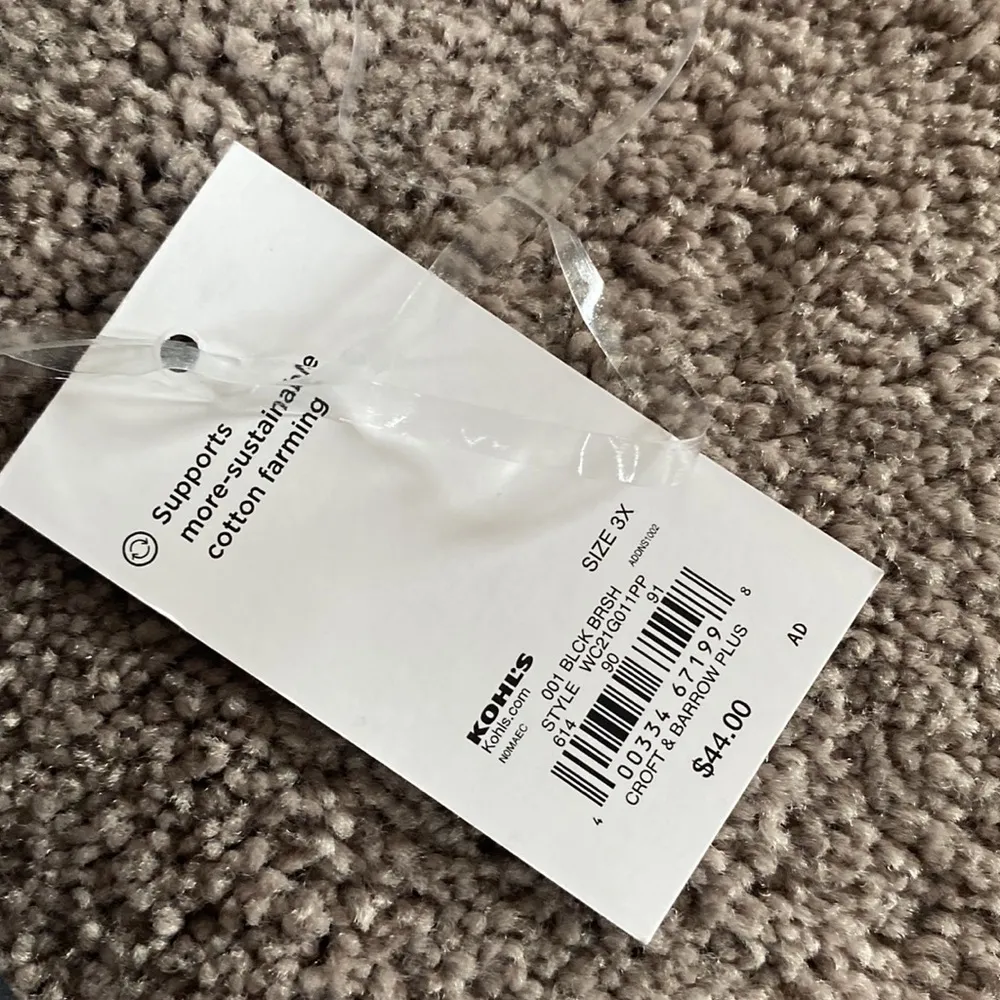 Supports
more-sustainable
cotton farming
KOHL'S
Kohls.com
N0MAEC
SIZE 3X
ADDNS1002
001 BLCK BRSH
STYLE WC21G011PP
614 90 91
4 00334 67199 8
CROFT & BARROW PLUS
$44.00
AD